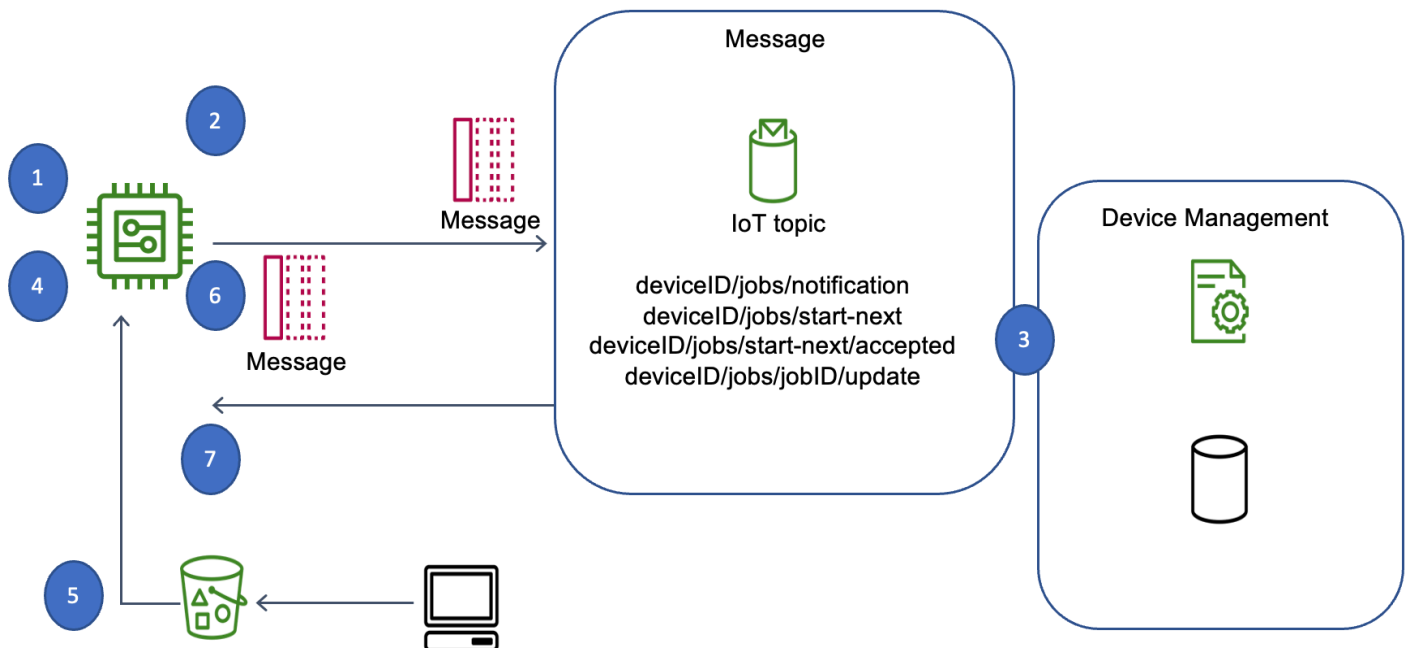 Message
2
1
Message
IoT topic
Device Management
4
6
deviceID/jobs/notification
deviceID/jobs/start-next
3
deviceID/jobs/start-next/accepted
Message
deviceID/jobs/jobID/update
7
5